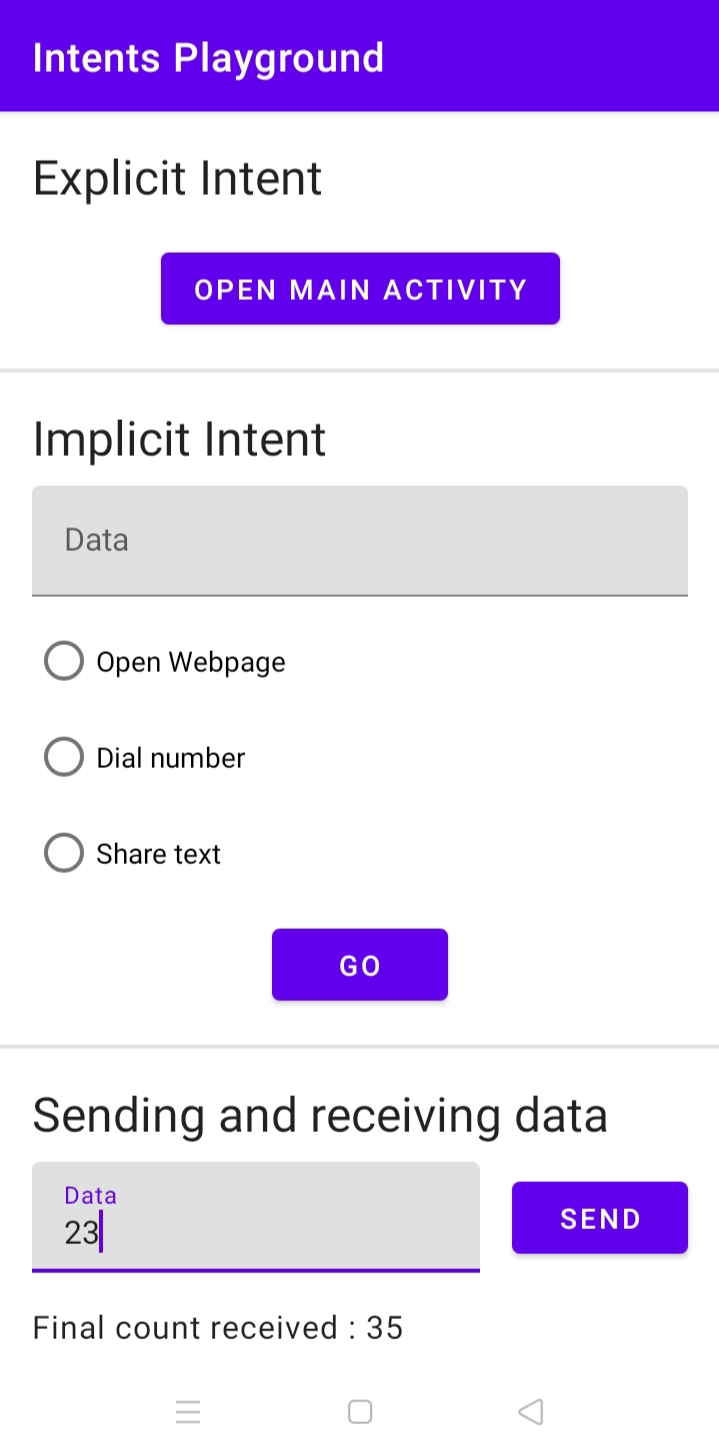 Intents Playground
Explicit Intent
OPEN MAIN ACTIVITY
Implicit Intent
Data
Open Webpage
Dial number
Share text
GO
Sending and receiving data
Data
23
SEND
Final count received : 35